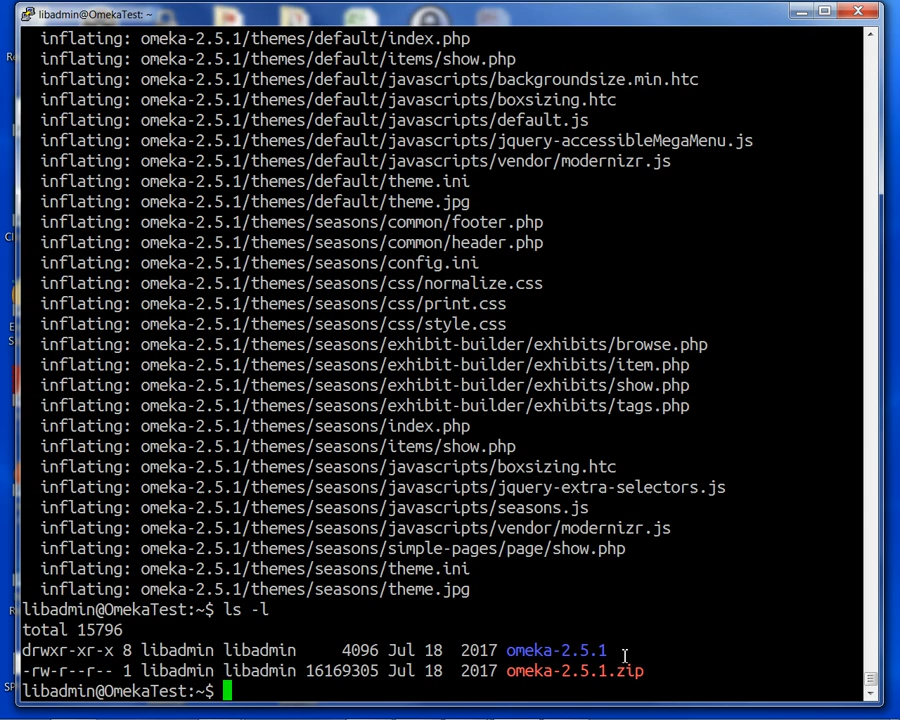 libadmin@OmekaTest: ~
inflating: omeka-2.5.1/themes/default/index.php
inflating: omeka-2.5.1/themes/default/items/show.php
inflating: omeka-2.5.1/themes/default/javascripts/backgroundsize.min.htc
inflating: omeka-2.5.1/themes/default/javascripts/boxsizing.htc
inflating: omeka-2.5.1/themes/default/javascripts/default.js
inflating: omeka-2.5.1/themes/default/javascripts/jquery-accessibleMegaMenu.js
inflating: omeka-2.5.1/themes/default/javascripts/vendor/modernizr.js
inflating: omeka-2.5.1/themes/default/theme.ini
inflating: omeka-2.5.1/themes/default/theme.jpg
inflating: omeka-2.5.1/themes/seasons/common/footer.php
inflating: omeka-2.5.1/themes/seasons/common/header.php
inflating: omeka-2.5.1/themes/seasons/config.ini
inflating: omeka-2.5.1/themes/seasons/css/normalize.css
inflating: omeka-2.5.1/themes/seasons/css/print.css
inflating: omeka-2.5.1/themes/seasons/css/style.css
inflating: omeka-2.5.1/themes/seasons/exhibit-builder/exhibits/browse.php
inflating: omeka-2.5.1/themes/seasons/exhibit-builder/exhibits/item.php
inflating: omeka-2.5.1/themes/seasons/exhibit-builder/exhibits/show.php
inflating: omeka-2.5.1/themes/seasons/exhibit-builder/exhibits/tags.php
inflating: omeka-2.5.1/themes/seasons/index.php
inflating: omeka-2.5.1/themes/seasons/items/show.php
inflating: omeka-2.5.1/themes/seasons/javascripts/boxsizing.htc
inflating: omeka-2.5.1/themes/seasons/javascripts/jquery-extra-selectors.js
inflating: omeka-2.5.1/themes/seasons/javascripts/seasons.js
inflating: omeka-2.5.1/themes/seasons/javascripts/vendor/modernizr.js
inflating: omeka-2.5.1/themes/seasons/simple-pages/page/show.php
inflating: omeka-2.5.1/themes/seasons/theme.ini
inflating: omeka-2.5.1/themes/seasons/theme.jpg
libadmin@OmekaTest:~$ ls -l
total 15796
drwxr-xr-x 8 libadmin libadmin     4096 Jul 18  2017 omeka-2.5.1
-rw-r--r-- 1 libadmin libadmin 16169305 Jul 18  2017 omeka-2.5.1.zip
libadmin@OmekaTest:~$